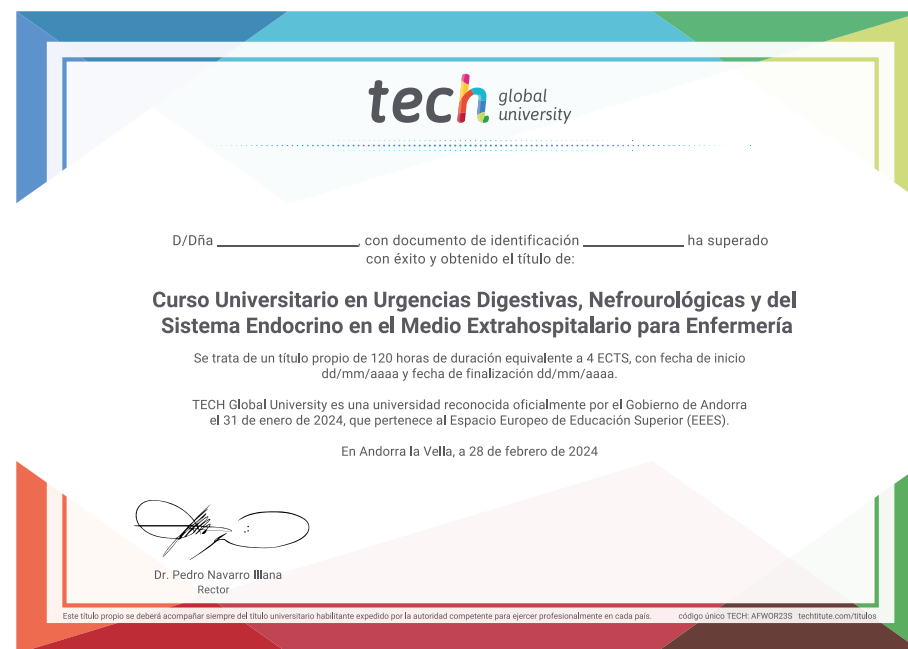 tech global university
D/Dña ________________, con documento de identificación ____________ ha superado
con éxito y obtenido el título de:
Curso Universitario en Urgencias Digestivas, Nefrourológicas y del
Sistema Endocrino en el Medio Extrahospitalario para Enfermería
Se trata de un título propio de 120 horas de duración equivalente a 4 ECTS, con fecha de inicio
dd/mm/aaaa y fecha de finalización dd/mm/aaaa.
TECH Global University es una universidad reconocida oficialmente por el Gobierno de Andorra
el 31 de enero de 2024, que pertenece al Espacio Europeo de Educación Superior (EEES).
En Andorra la Vella, a 28 de febrero de 2024
Dr. Pedro Navarro Illana
Rector
Este título propio se deberá acompañar siempre del título universitario habilitante expedido por la autoridad competente para ejercer profesionalmente en cada país. código único TECH: AFWOR23S techtitute.com/titulos